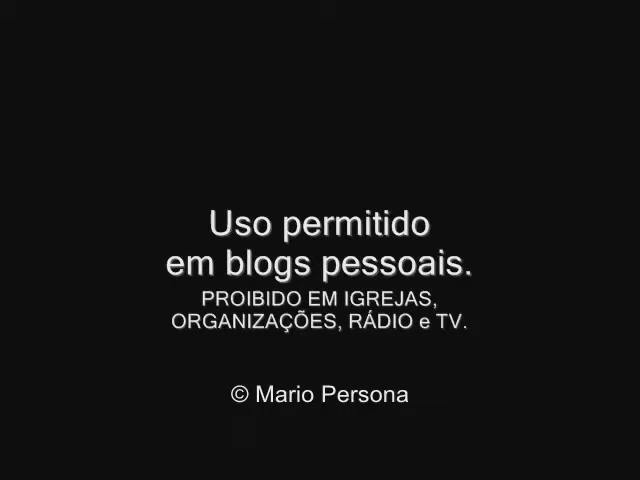 Uso permitido
em blogs pessoais.
PROIBIDO EM IGREJAS,
ORGANIZAÇÕES, RÁDIO e TV.
© Mario Persona